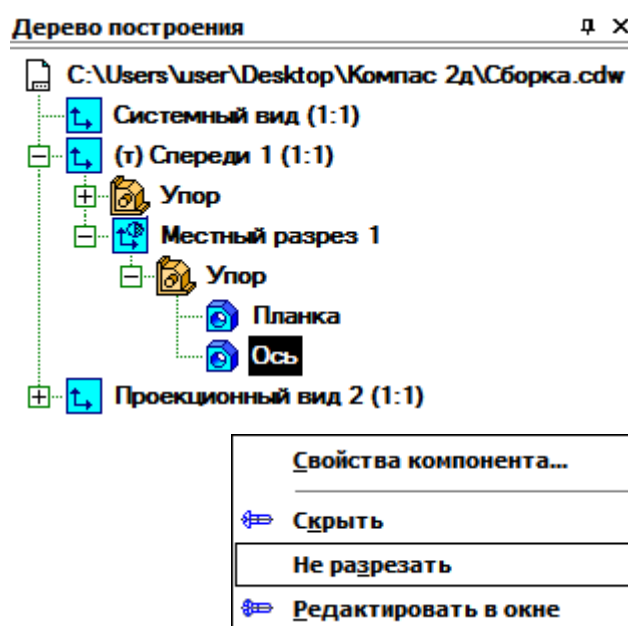 Дерево построения
C:\Users\user\Desktop\Компас 2д\Сборка.cdw
Системный вид (1:1)
(т) Спереди 1 (1:1)
Упор
Местный разрез 1
Упор
Планка
Ось
Проекционный вид 2 (1:1)
Свойства компонента...
Скрыть
Не разрезать
Редактировать в окне